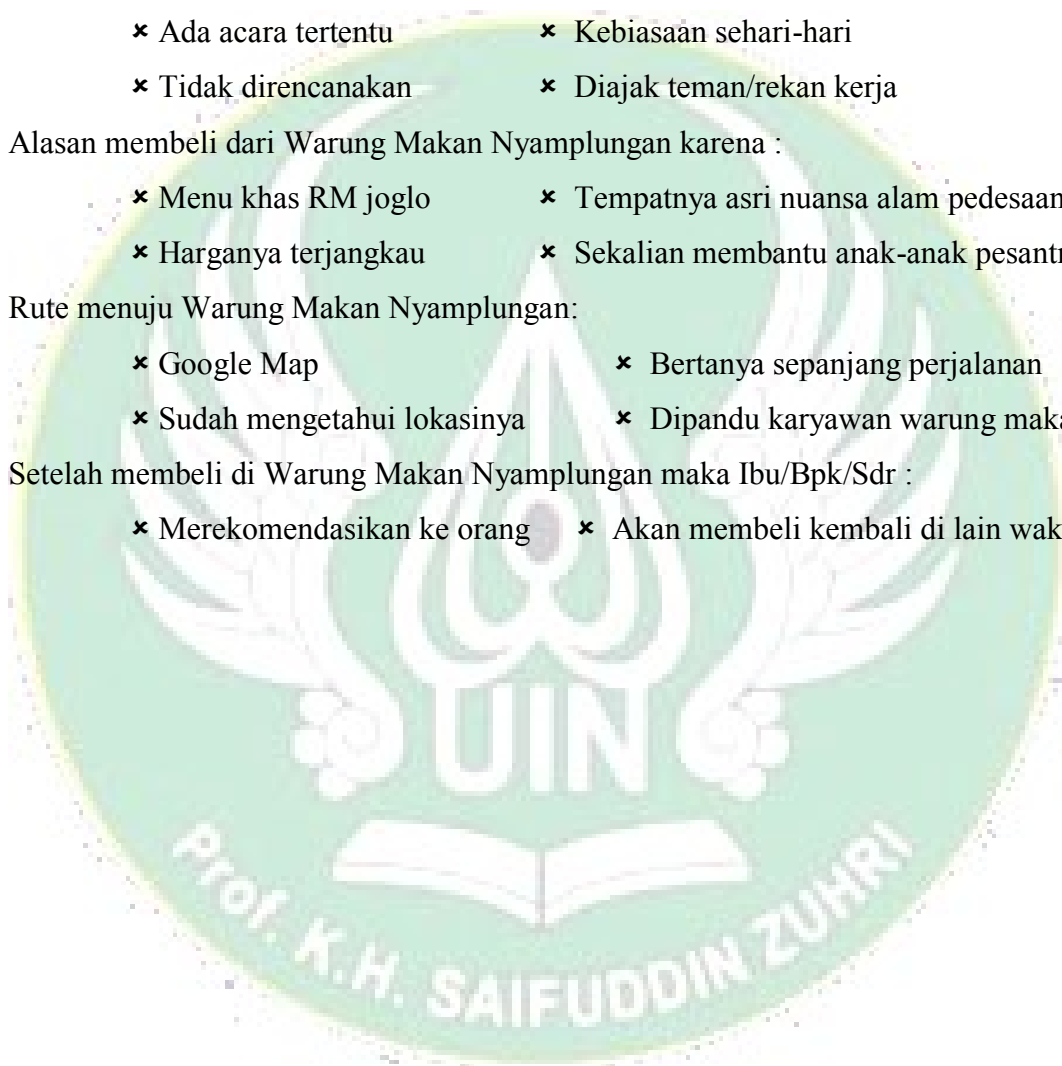 × Ada acara tertentu × Kebiasaan sehari-hari
× Tidak direncanakan × Diajak teman/rekan kerja
Alasan membeli dari Warung Makan Nyamplungan karena :
× Menu khas RM joglo × Tempatnya asri nuansa alam pedesaan
× Harganya terjangkau × Sekalian membantu anak-anak
Rute menuju Warung Makan Nyamplungan:
× Google Map × Bertanya sepanjang perjalanan
× Sudah mengetahui lokasinya × Dipandu karyawan warung
Setelah membeli di Warung Makan Nyamplungan maka Ibu/Bpk/Sdr :
× Merekomendasikan ke orang × Akan membeli kembali di lain
UIN
Prof. K.H. SAIFUDDIN ZUHRI